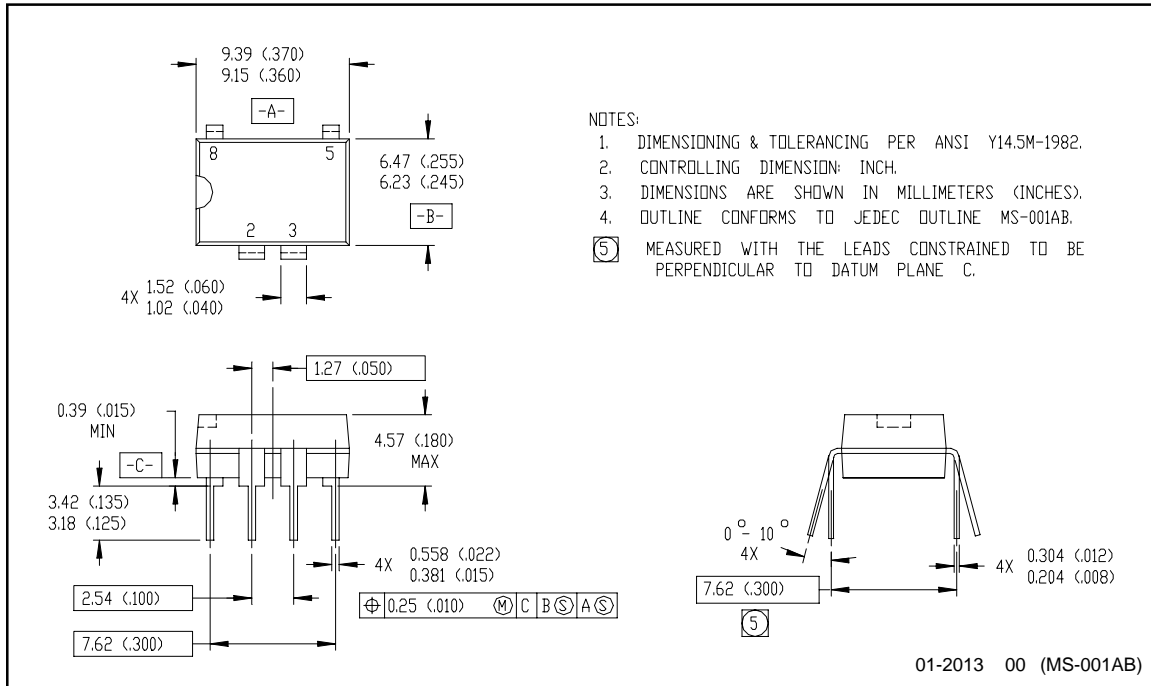 9.39 (.370)
9.15 (.360)
-A-
8 5
6.47 (.255)
6.23 (.245)
-B-
2 3
4X 1.52 (.060)
1.02 (.040)
NOTES:
1. DIMENSIONING & TOLERANCING PER ANSI Y14.5M-1982.
2. CONTROLLING DIMENSION: INCH.
3. DIMENSIONS ARE SHOWN IN MILLIMETERS (INCHES).
4. OUTLINE CONFORMS TO JEDEC OUTLINE MS-001AB.
5 MEASURED WITH THE LEADS CONSTRAINED TO BE
PERPENDICULAR TO DATUM PLANE C.
1.27 (.050)
0.39 (.015)
MIN
4.57 (.180)
MAX
-C-
3.42 (.135)
3.18 (.125)
4X 0.558 (.022)
0.381 (.015)
2.54 (.100)
⌖ 0.25 (.010) Ⓜ C B Ⓢ A Ⓢ
7.62 (.300)
0° - 10°
4X
4X 0.304 (.012)
0.204 (.008)
7.62 (.300)
5
01-2013 00 (MS-001AB)